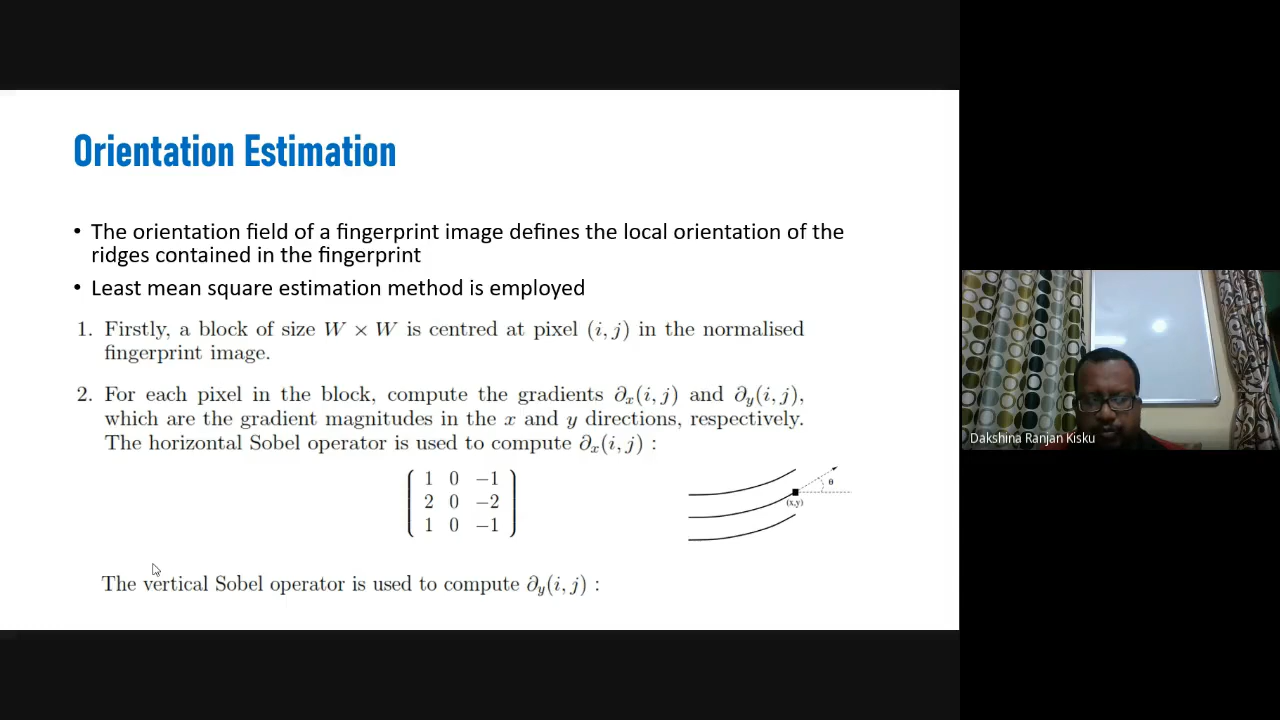 Orientation Estimation
• The orientation field of a fingerprint image defines the local orientation of the
ridges contained in the fingerprint
• Least mean square estimation method is employed
1. Firstly, a block of size W × W is centred at pixel (i, j) in the normalised
fingerprint image.
2. For each pixel in the block, compute the gradients ∂x(i, j) and ∂y(i, j),
which are the gradient magnitudes in the x and y directions, respectively.
The horizontal Sobel operator is used to compute ∂x(i, j) :
1 0 −1
2 0 −2
1 0 −1
θ
(x,y)
The vertical Sobel operator is used to compute ∂y(i, j) :
Dakshina Ranjan Kisku